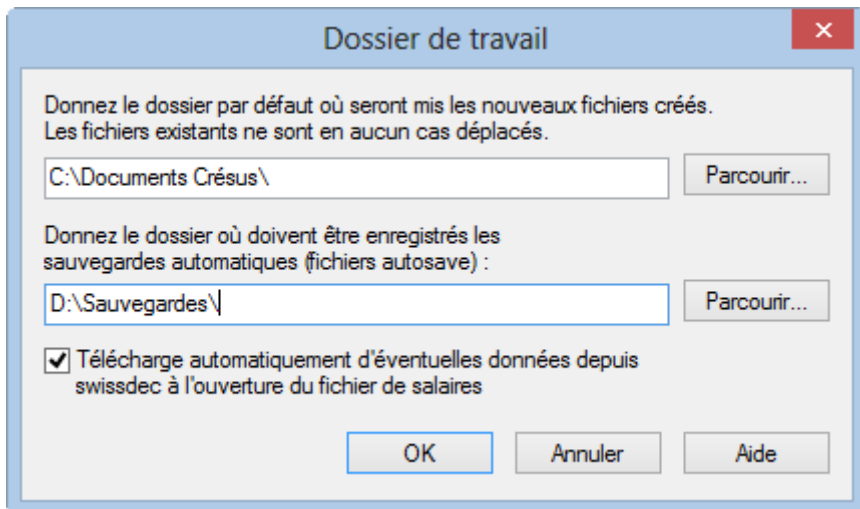 Dossier de travail
Donnez le dossier par défaut où seront mis les nouveaux fichiers créés.
Les fichiers existants ne sont en aucun cas déplacés.
C:\Documents Crésus\
Parcourir...
Donnez le dossier où doivent être enregistrés les
sauvegardes automatiques (fichiers autosave) :
D:\Sauvegardes\
Parcourir...
Télécharge automatiquement d'éventuelles données depuis
swissdec à l'ouverture du fichier de salaires
OK
Annuler
Aide